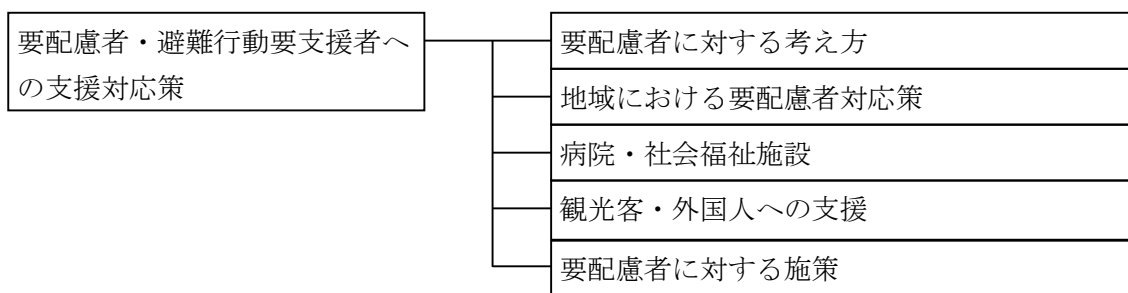 要配慮者・避難行動要支援者へ
の支援対応策
要配慮者に対する考え方
地域における要配慮者対応策
病院・社会福祉施設
観光客・外国人への支援
要配慮者に対する施策